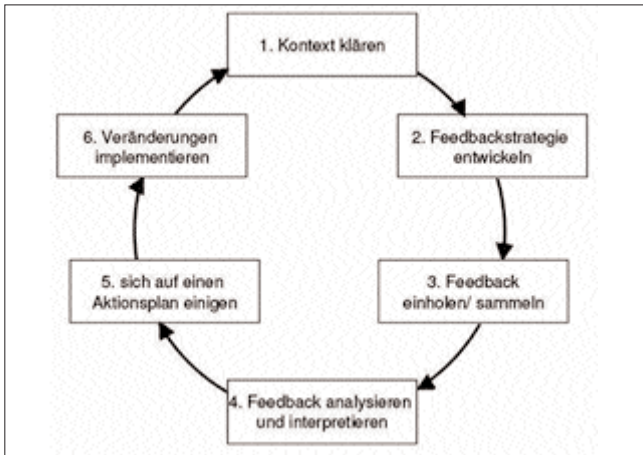 1. Kontext klären
2. Feedbackstrategie
entwickeln
3. Feedback
einholen/ sammeln
4. Feedback analysieren
und interpretieren
5. sich auf einen
Aktionsplan einigen
6. Veränderungen
implementieren